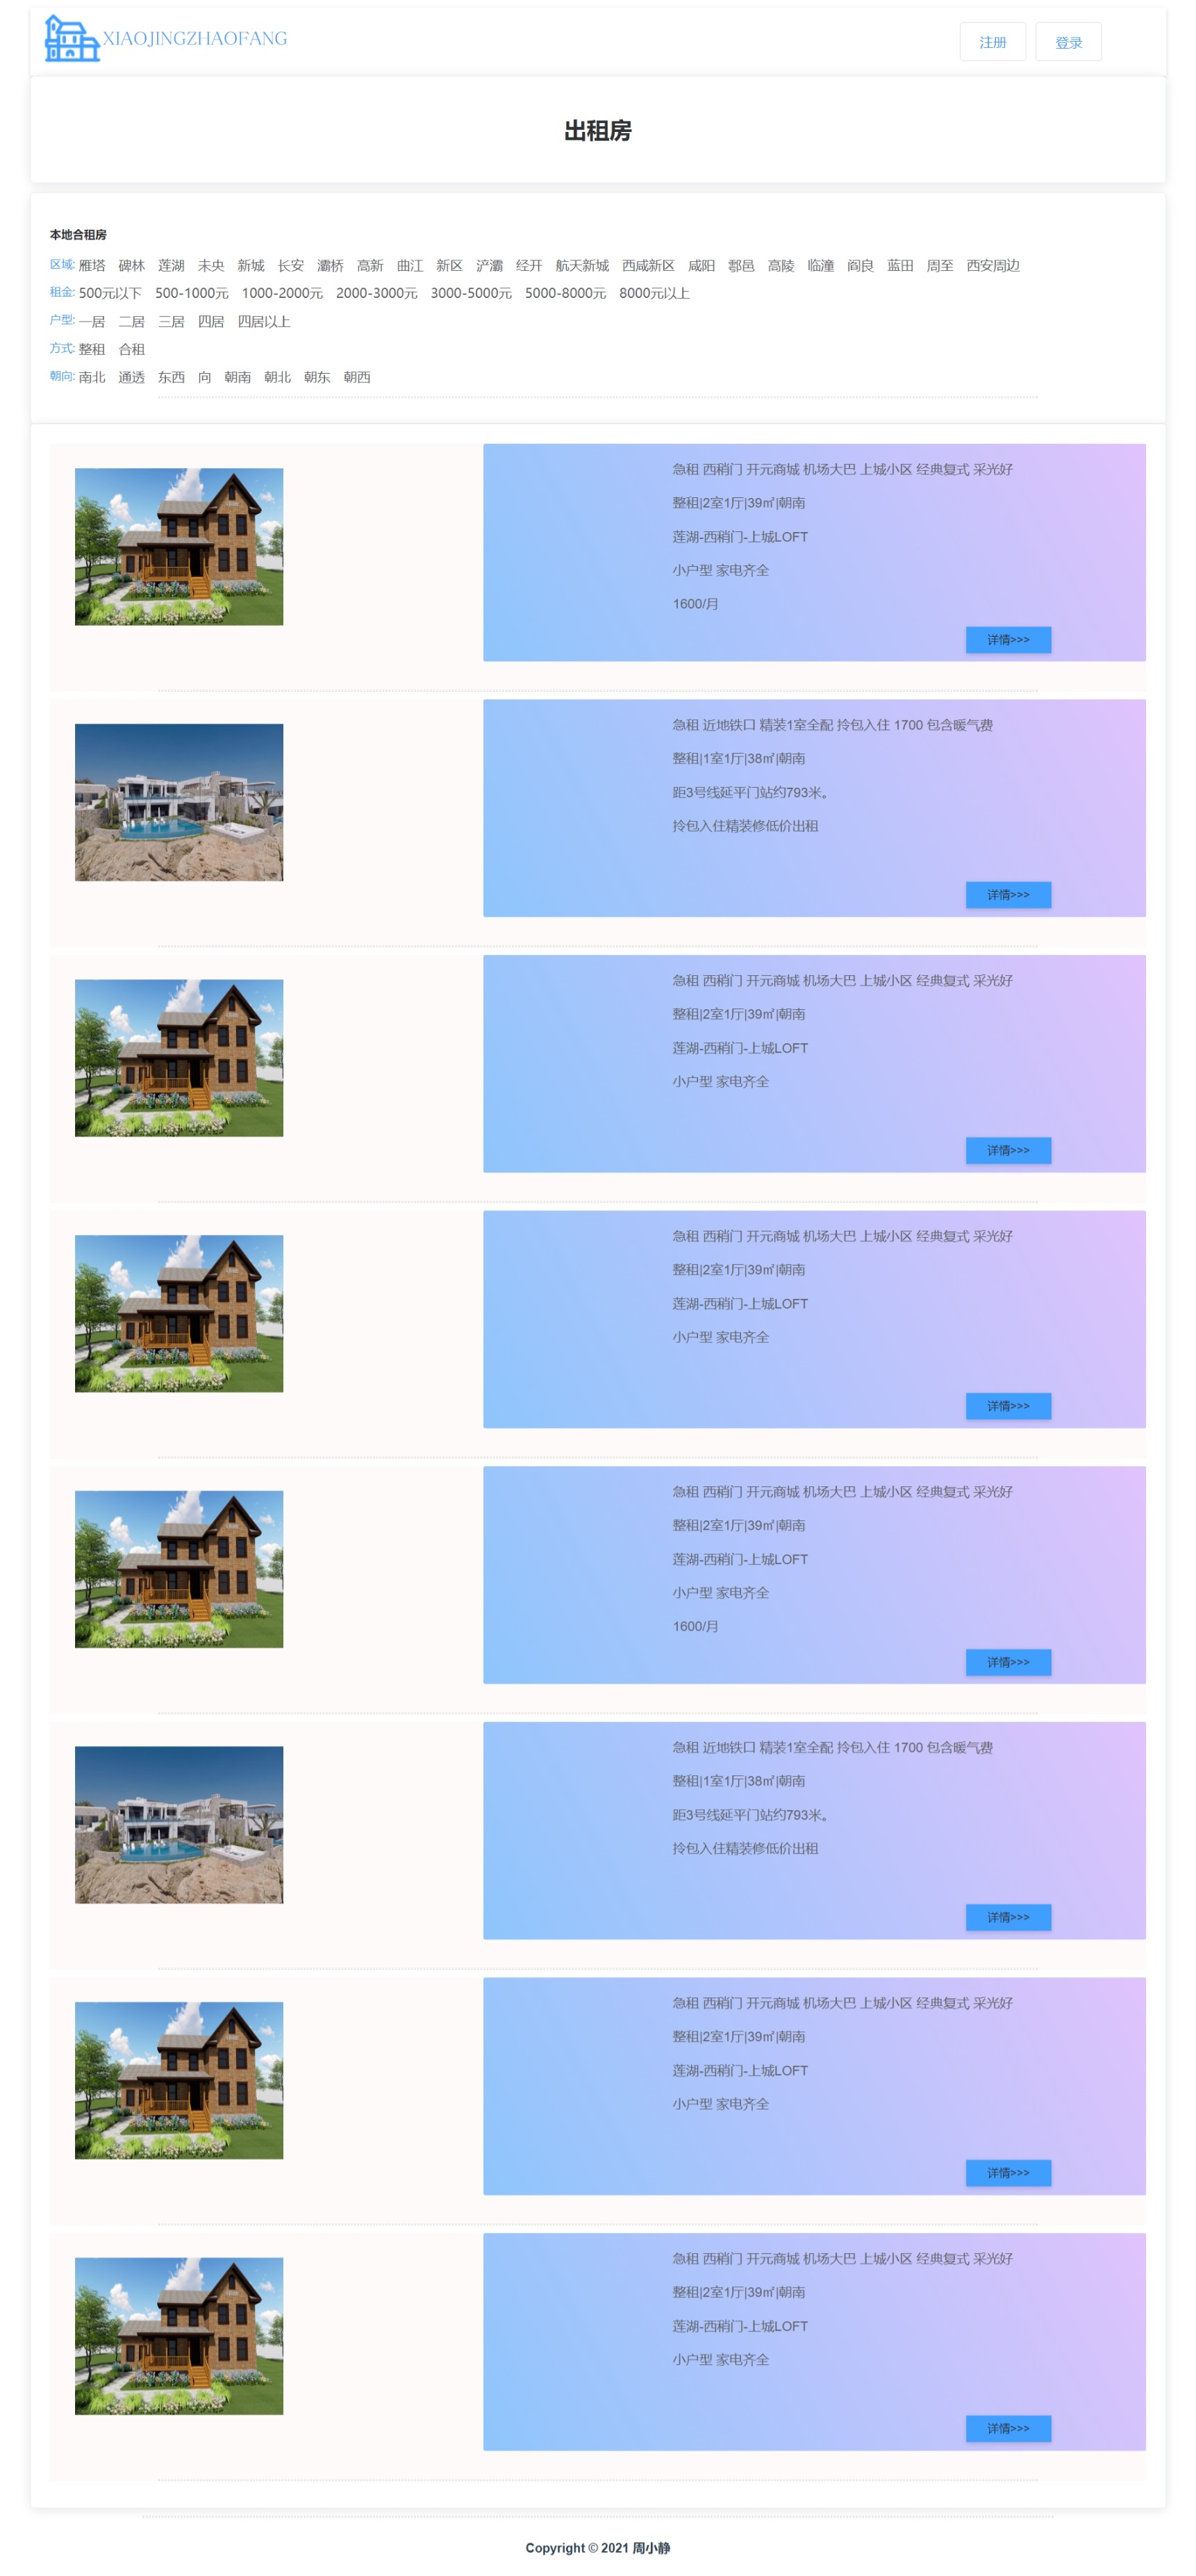 XIAOJINGZHAOFANG
注册 登录
出租房
本地合租房
区域: 雁塔 碑林 莲湖 未央 新城 长安 灞桥 高新 曲江 新区 浐灞 经开 航天新城 西咸新区 咸阳 鄠邑 高陵 临潼 阎良 蓝田 周至 西安周边
租金: 500元以下 500-1000元 1000-2000元 2000-3000元 3000-5000元 5000-8000元 8000元以上
户型: 一居 二居 三居 四居 四居以上
方式: 整租 合租
朝向: 南北 通透 东西 向 朝南 朝北 朝东 朝西
急租 西稍门 开元商城 机场大巴 上城小区 经典复式 采光好
整租|2室1厅|39㎡|朝南
莲湖-西稍门-上城LOFT
小户型 家电齐全
1600/月
详情>>>
急租 近地铁口 精装1室全配 拎包入住 1700 包含暖气费
整租|1室1厅|38㎡|朝南
距3号线延平门站约793米。
拎包入住精装修低价出租
详情>>>
急租 西稍门 开元商城 机场大巴 上城小区 经典复式 采光好
整租|2室1厅|39㎡|朝南
莲湖-西稍门-上城LOFT
小户型 家电齐全
详情>>>
急租 西稍门 开元商城 机场大巴 上城小区 经典复式 采光好
整租|2室1厅|39㎡|朝南
莲湖-西稍门-上城LOFT
小户型 家电齐全
详情>>>
急租 西稍门 开元商城 机场大巴 上城小区 经典复式 采光好
整租|2室1厅|39㎡|朝南
莲湖-西稍门-上城LOFT
小户型 家电齐全
1600/月
详情>>>
急租 近地铁口 精装1室全配 拎包入住 1700 包含暖气费
整租|1室1厅|38㎡|朝南
距3号线延平门站约793米。
拎包入住精装修低价出租
详情>>>
急租 西稍门 开元商城 机场大巴 上城小区 经典复式 采光好
整租|2室1厅|39㎡|朝南
莲湖-西稍门-上城LOFT
小户型 家电齐全
详情>>>
急租 西稍门 开元商城 机场大巴 上城小区 经典复式 采光好
整租|2室1厅|39㎡|朝南
莲湖-西稍门-上城LOFT
小户型 家电齐全
详情>>>
Copyright © 2021 周小静